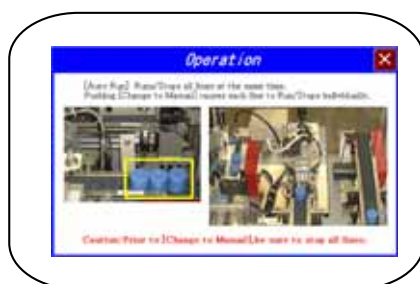 Operation
[Auto Run] Runs/Stops all lines at the same time.
Pushing [Change to Manual] causes each line to Run/Stop individually.
Caution:Prior to [Change to Manual],be sure to stop all lines.